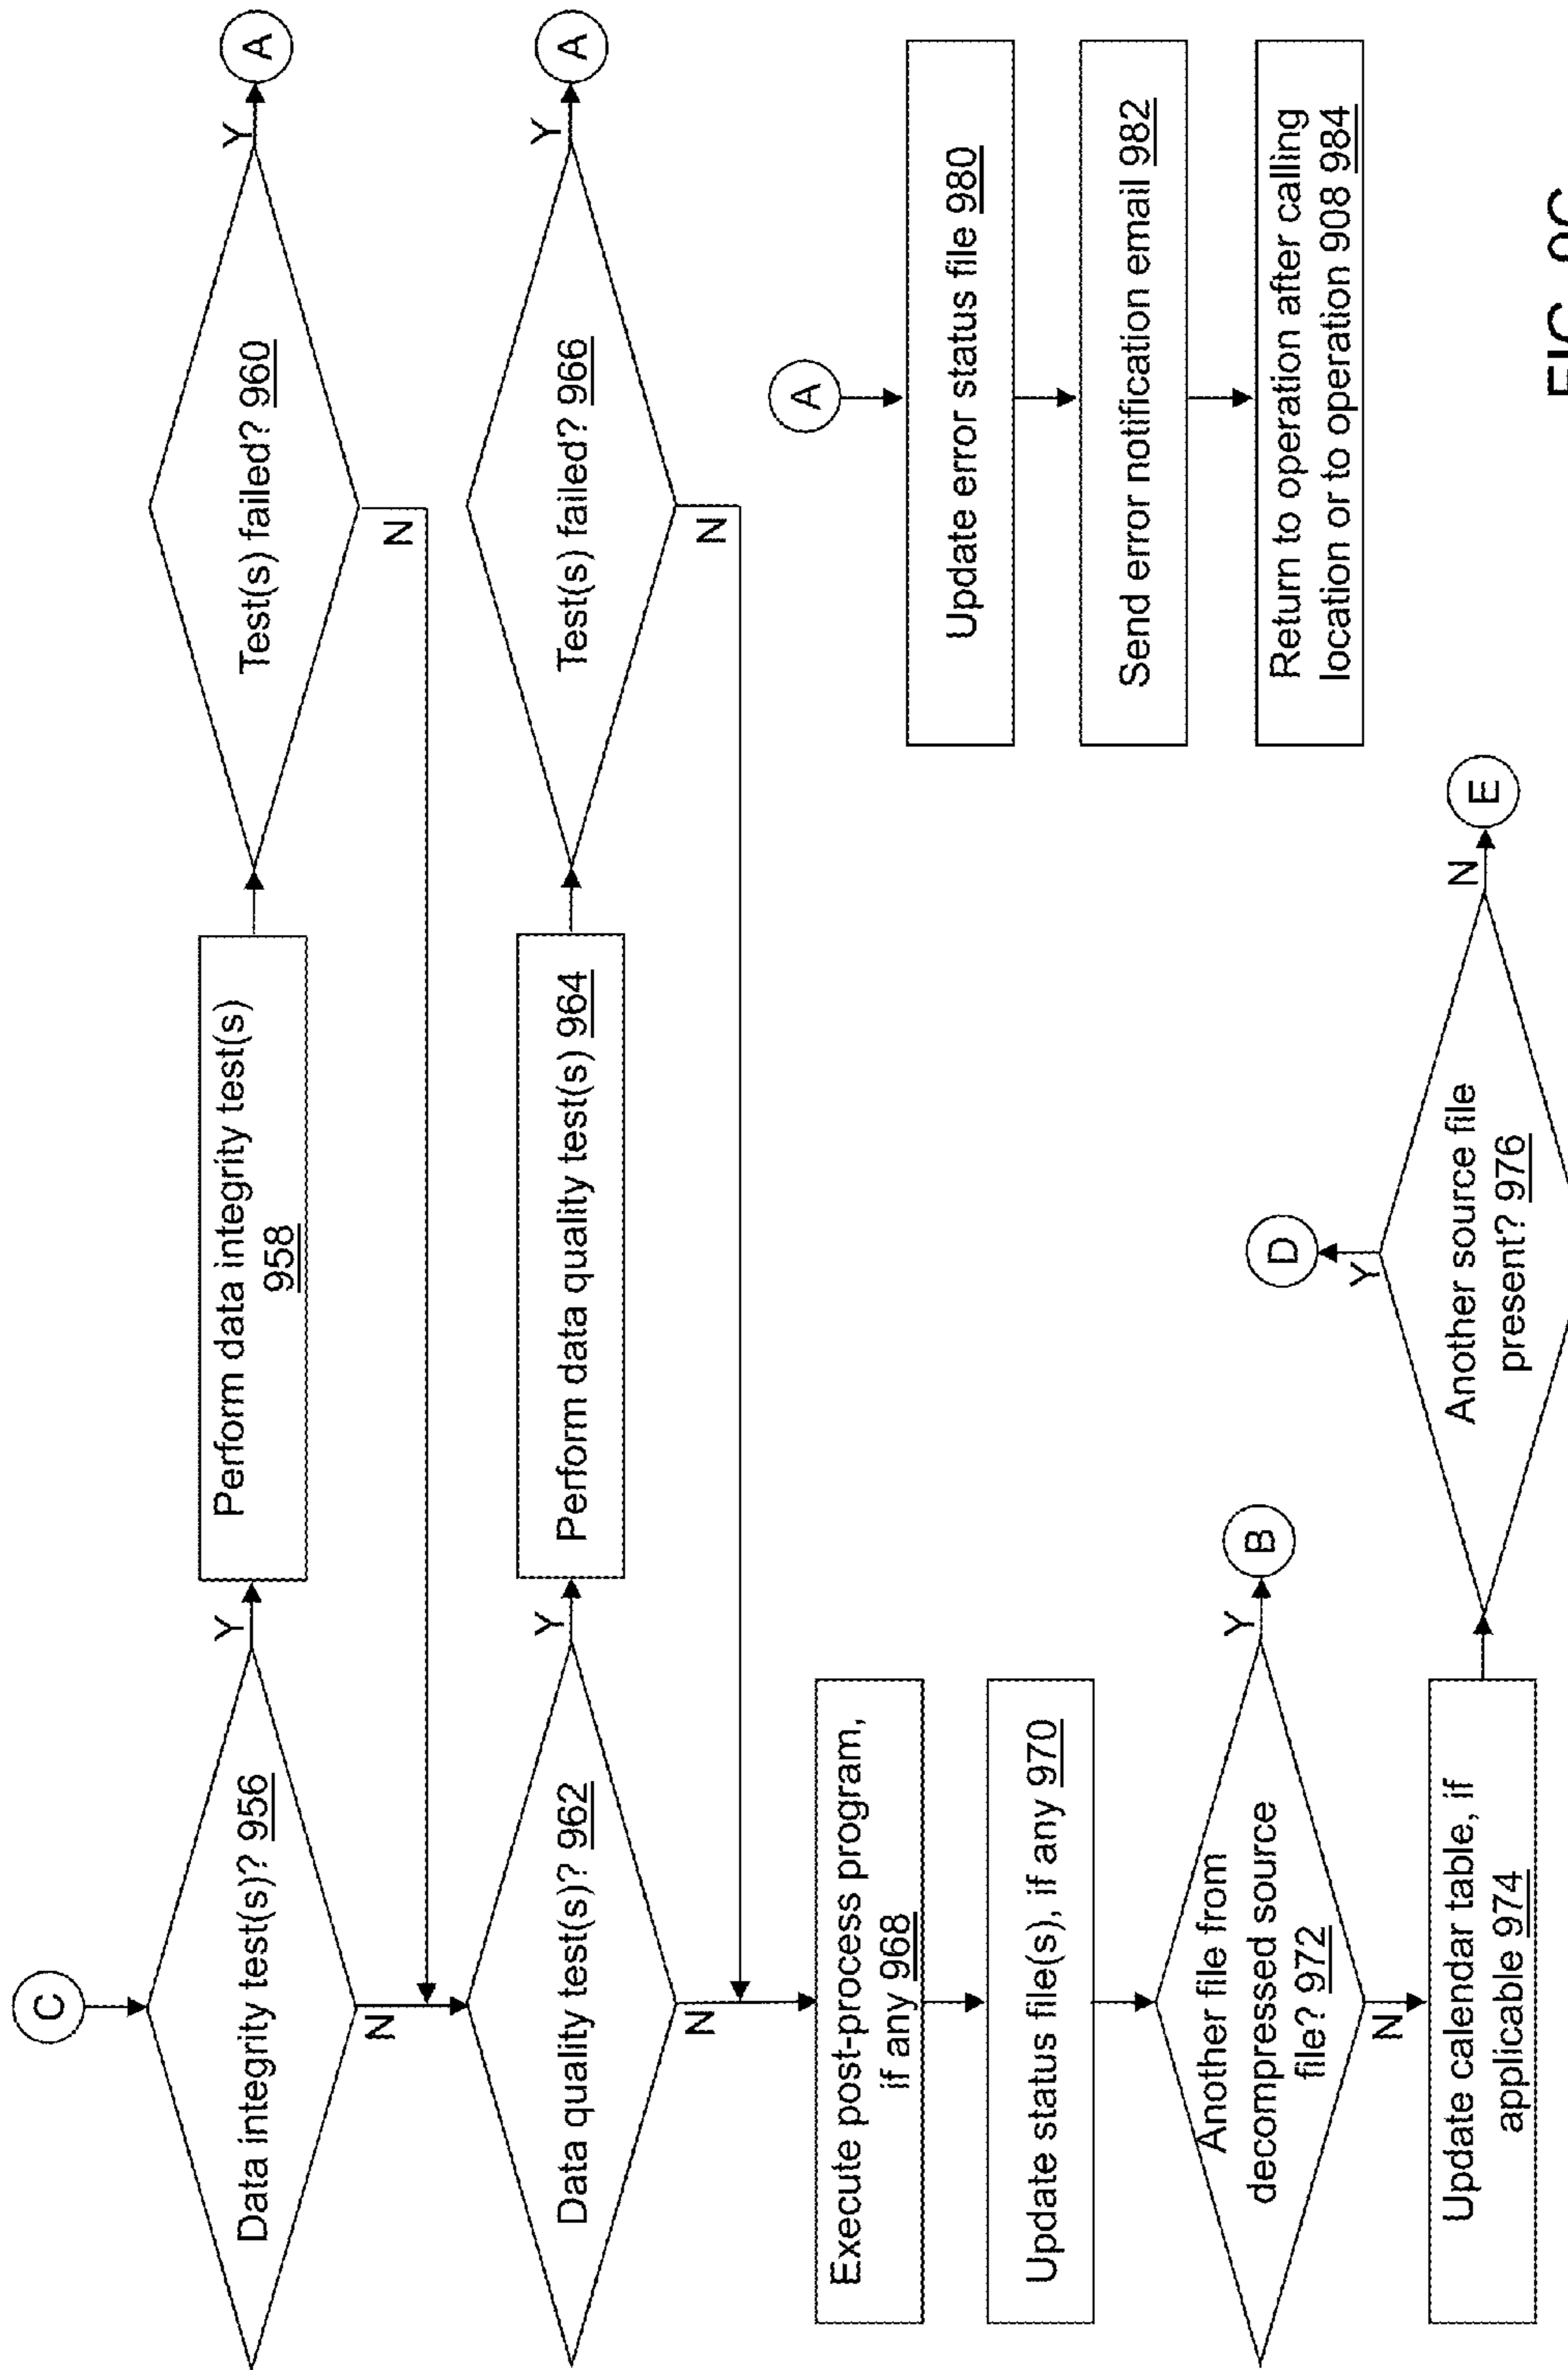 C
Data integrity test(s)? 956
Y
N
Perform data integrity test(s)
958
Test(s) failed? 960
Y
A
N
Data quality test(s)? 962
Y
N
Perform data quality test(s) 964
Test(s) failed? 966
Y
A
N
Execute post-process program,
if any 968
Update status file(s), if any 970
Another file from
decompressed source
file? 972
Y
B
N
Update calendar table, if
applicable 974
Another source file
present? 976
Y
D
N
E
A
Update error status file 980
Send error notification email 982
Return to operation after calling
location or to operation 908 984
FIG.